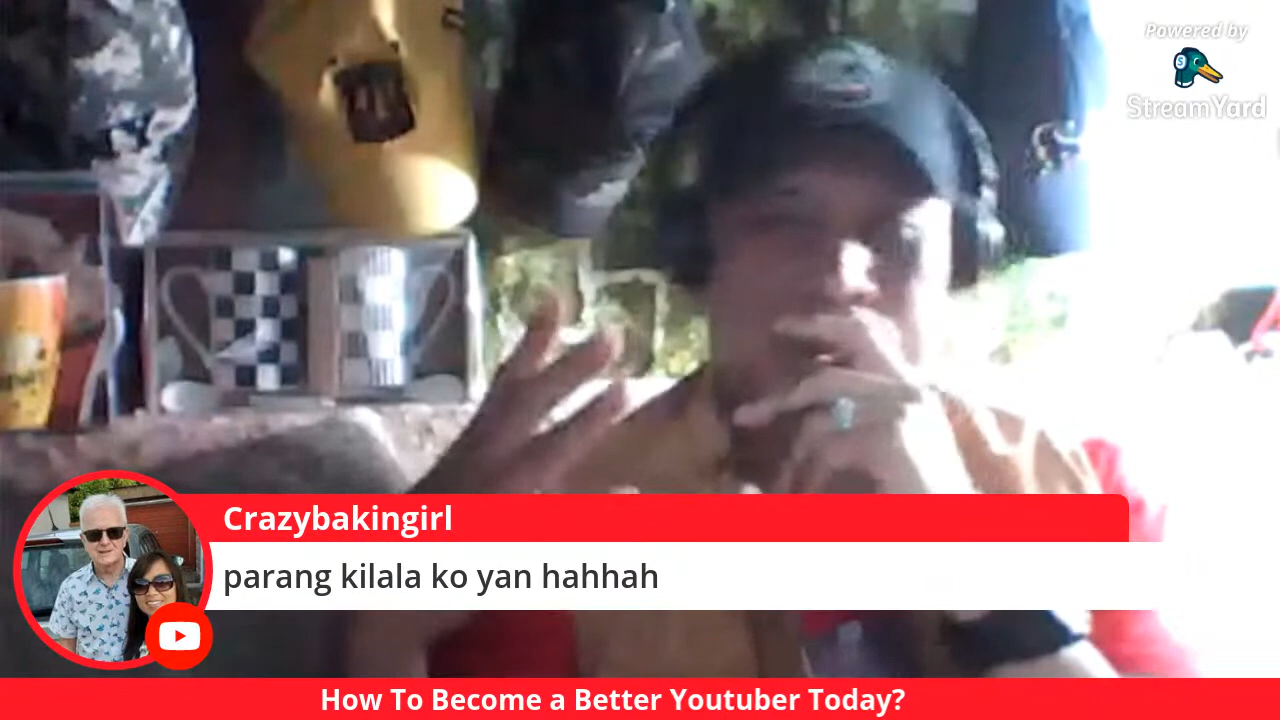 Powered by
StreamYard
Crazybakingirl
parang kilala ko yan hahhah
How To Become a Better Youtuber Today?